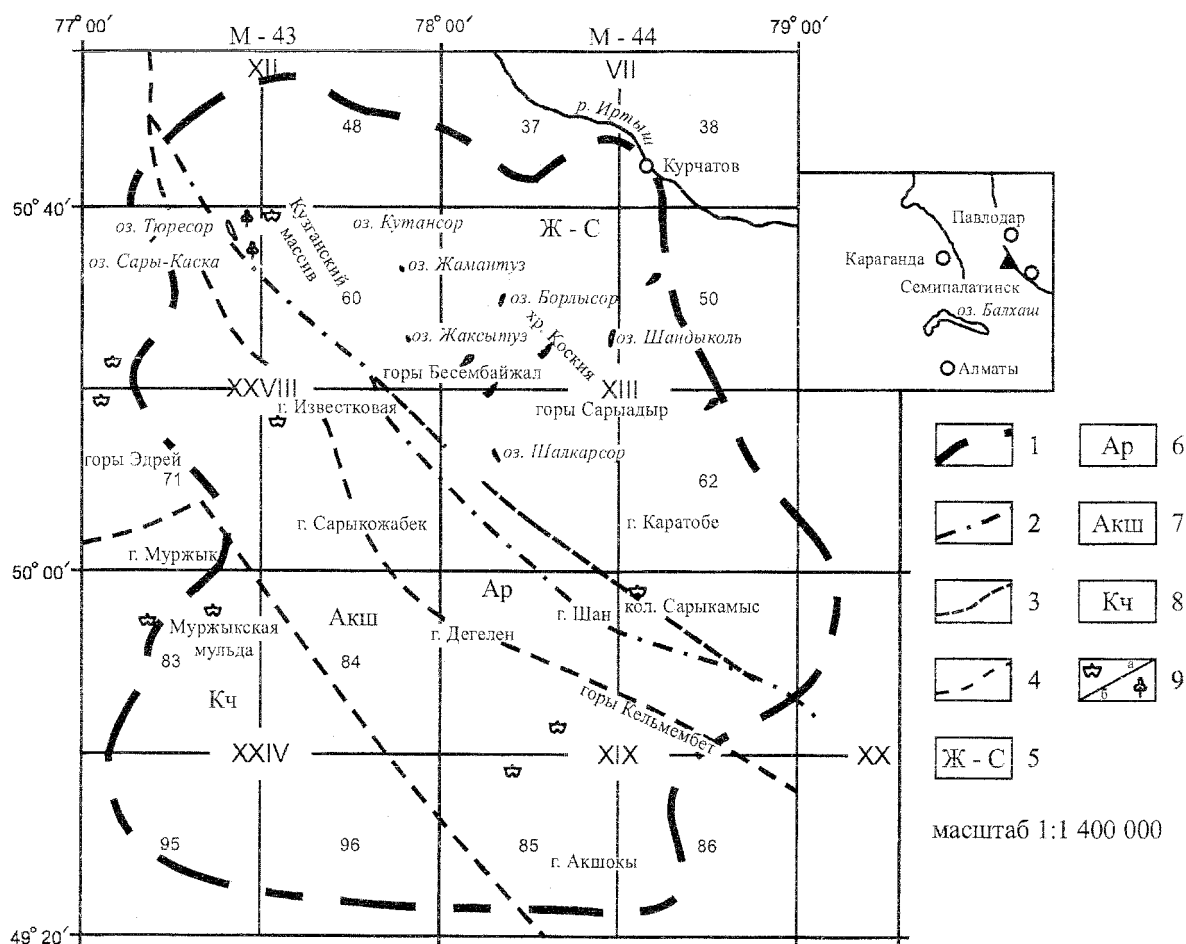 77° 00'
78° 00'
79° 00'
М - 43
М - 44
XII
VII
48
37
38
р. Иртыш
Курчатов
50° 40'
оз. Тюресор
Кузганский массив
оз. Кутансор
Ж - С
оз. Сары-Каска
оз. Жамантуз
60
оз. Борлысор
50
оз. Жаксытуз
хр. Коския
оз. Шандыколь
горы Бесембайжал
XXVIII
XIII
г. Известковая
горы Сарыадыр
горы Эдрей
71
оз. Шалкарсор
62
г. Сарыкожабек
г. Каратобе
г. Муржык
50° 00'
Ар
кол. Сарыкамыс
Акш
г. Шан
г. Дегелен
Муржыкская
мульда
83
84
Кч
горы Кельмембет
XXIV
XIX
XX
95
96
85
86
г. Акшокы
49° 20'
Павлодар
Караганда
Семипалатинск
оз. Балхаш
Алматы
1
Ар 6
2
Акш 7
3
Кч 8
4
а
б
9
Ж - С 5
масштаб 1:1 400 000